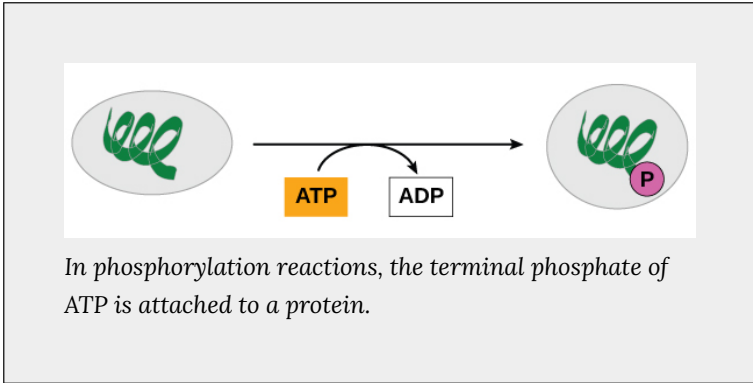 P
ATP
ADP
In phosphorylation reactions, the terminal phosphate of
ATP is attached to a protein.